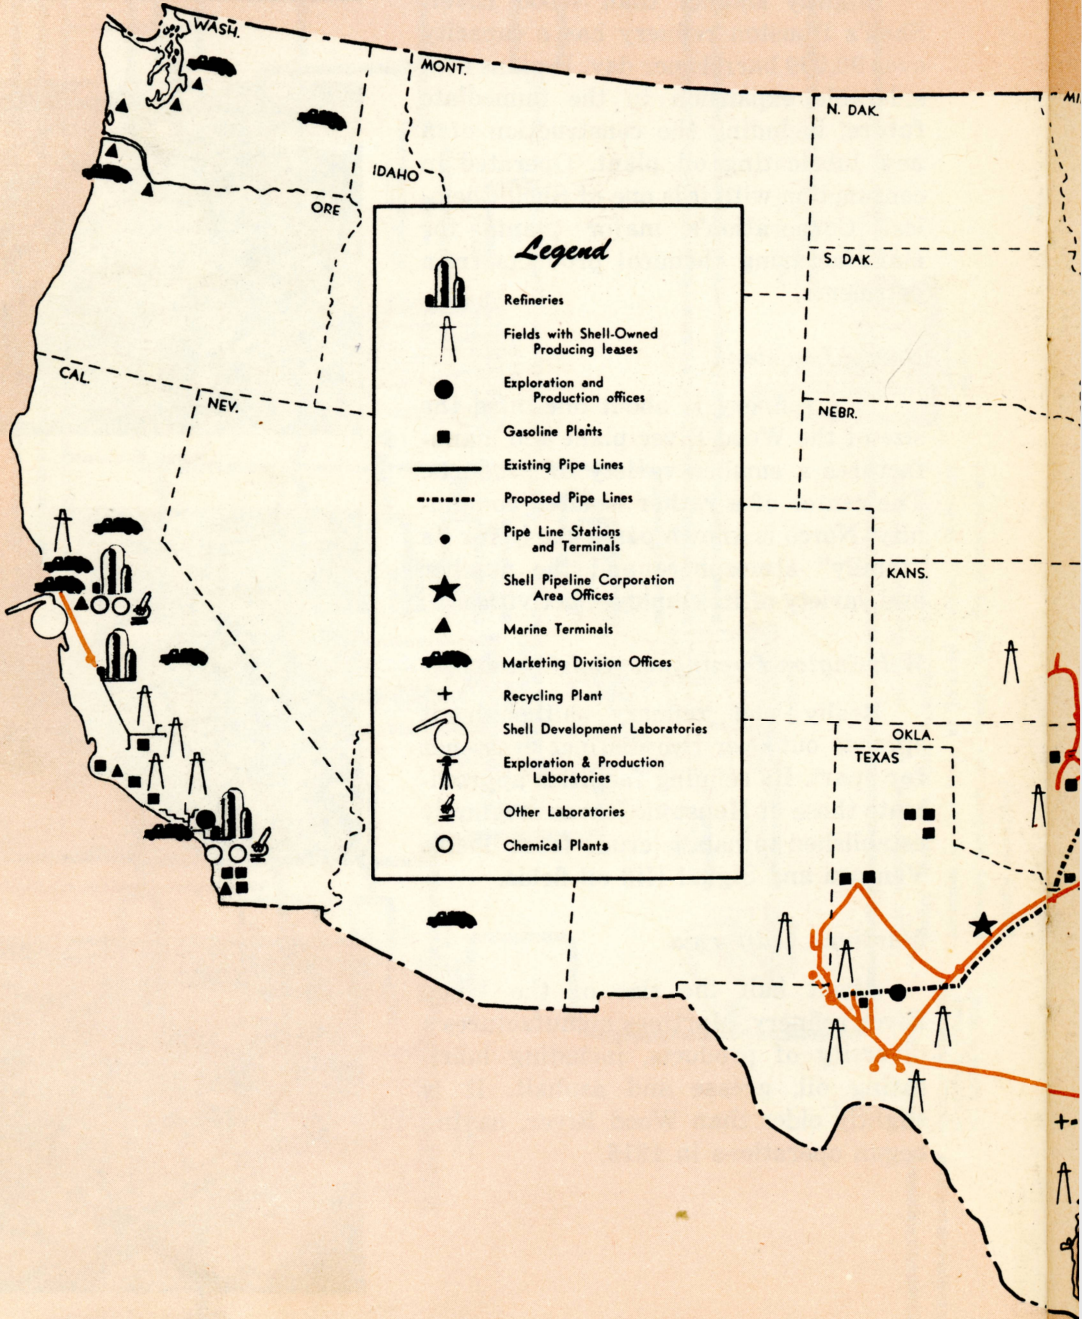 WASH.
MONT.
N. DAK.
IDAHO
ORE
S. DAK.
CAL.
NEV.
NEBR.
KANS.
OKLA.
TEXAS
Legend
Refineries
Fields with Shell-Owned
Producing leases
Exploration and
Production offices
Gasoline Plants
Existing Pipe Lines
Proposed Pipe Lines
Pipe Line Stations
and Terminals
Shell Pipeline Corporation
Area Offices
Marine Terminals
Marketing Division Offices
Recycling Plant
Shell Development Laboratories
Exploration & Production
Laboratories
Other Laboratories
Chemical Plants